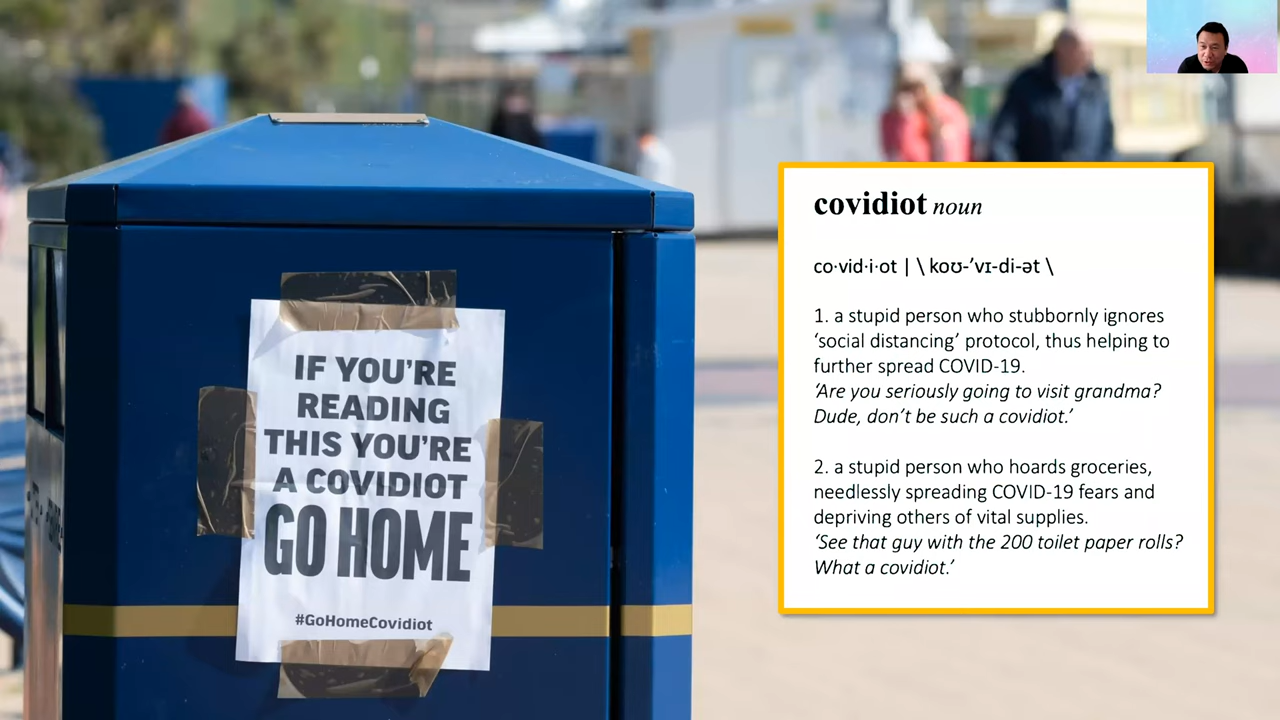 IF YOU'RE
READING
THIS YOU'RE
A COVIDIOT
GO HOME
#GoHomeCovidiot
covidiot noun
co·vid·i·ot | \ koʊ-ˈvɪ-di-ət \
1. a stupid person who stubbornly ignores
‘social distancing’ protocol, thus helping to
further spread COVID-19.
‘Are you seriously going to visit grandma?
Dude, don’t be such a covidiot.’
2. a stupid person who hoards groceries,
needlessly spreading COVID-19 fears and
depriving others of vital supplies.
‘See that guy with the 200 toilet paper rolls?
What a covidiot.’